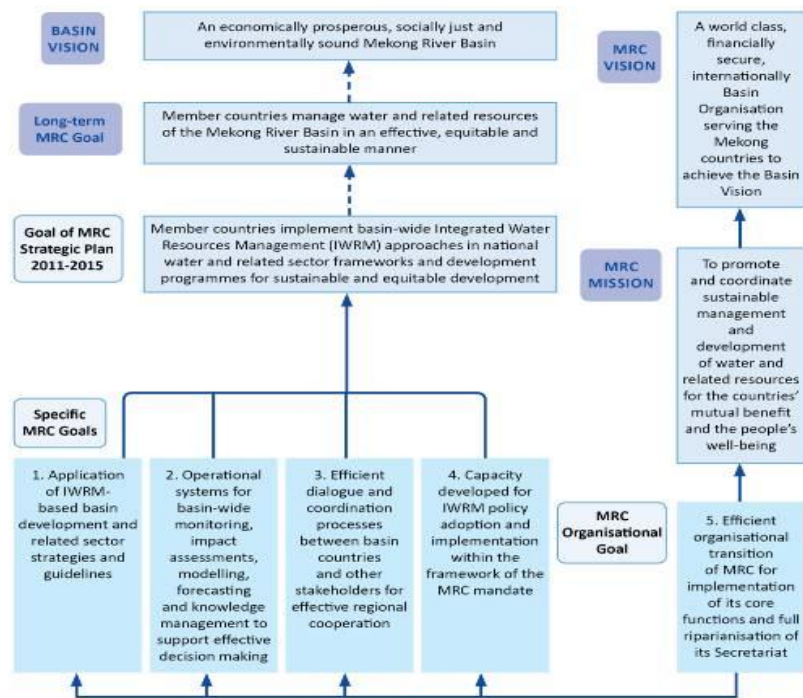 BASIN
VISION
An economically prosperous, socially just and
environmentally sound Mekong River Basin
Long-term
MRC Goal
Member countries manage water and related resources
of the Mekong River Basin in an effective, equitable and
sustainable manner
Goal of MRC
Strategic Plan
2011-2015
Member countries implement basin-wide Integrated Water
Resources Management (IWRM) approaches in national
water and related sector frameworks and development
programmes for sustainable and equitable development
MRC
VISION
A world class,
financially
secure,
internationally
Basin
Organisation
serving the
Mekong
countries to
achieve the Basin
Vision
MRC
MISSION
To promote
and coordinate
sustainable
management
and
development
of water and
related resources
for the countries'
mutual benefit
and the people's
well-being
Specific
MRC Goals
1. Application
of IWRM-
based basin
development and
related sector
strategies and
guidelines
2. Operational
systems for
basin-wide
monitoring,
impact
assessments,
modelling,
forecasting
and knowledge
management to
support effective
decision making
3. Efficient
dialogue and
coordination
processes
between basin
countries
and other
stakeholders for
effective regional
cooperation
4. Capacity
developed for
IWRM policy
adoption and
implementation
within the
framework of the
MRC mandate
MRC
Organisational
Goal
5. Efficient
organisational
transition
of MRC for
implementation
of its core
functions and full
riparianisation of
its Secretariat